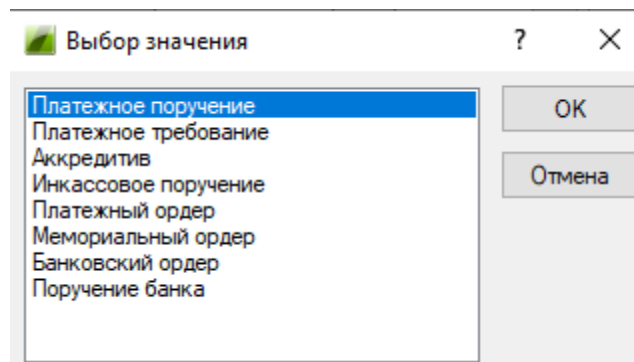 Выбор значения
?
Платежное поручение
Платежное требование
Аккредитив
Инкассовое поручение
Платежный ордер
Мемориальный ордер
Банковский ордер
Поручение банка
OK
Отмена